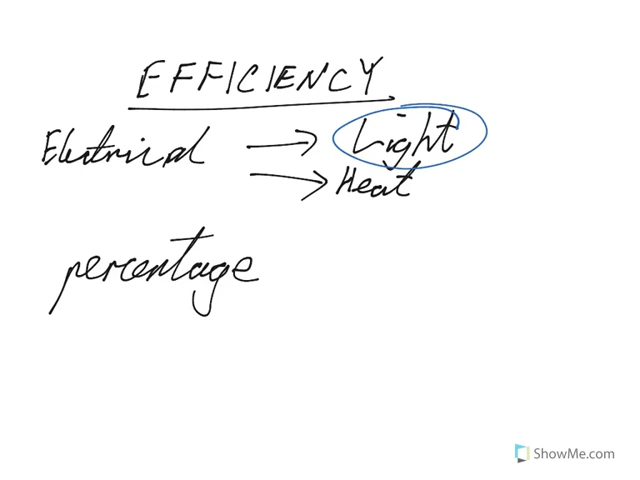 EFFICIENCY
Electrical → Light
→ Heat
percentage
ShowMe.com